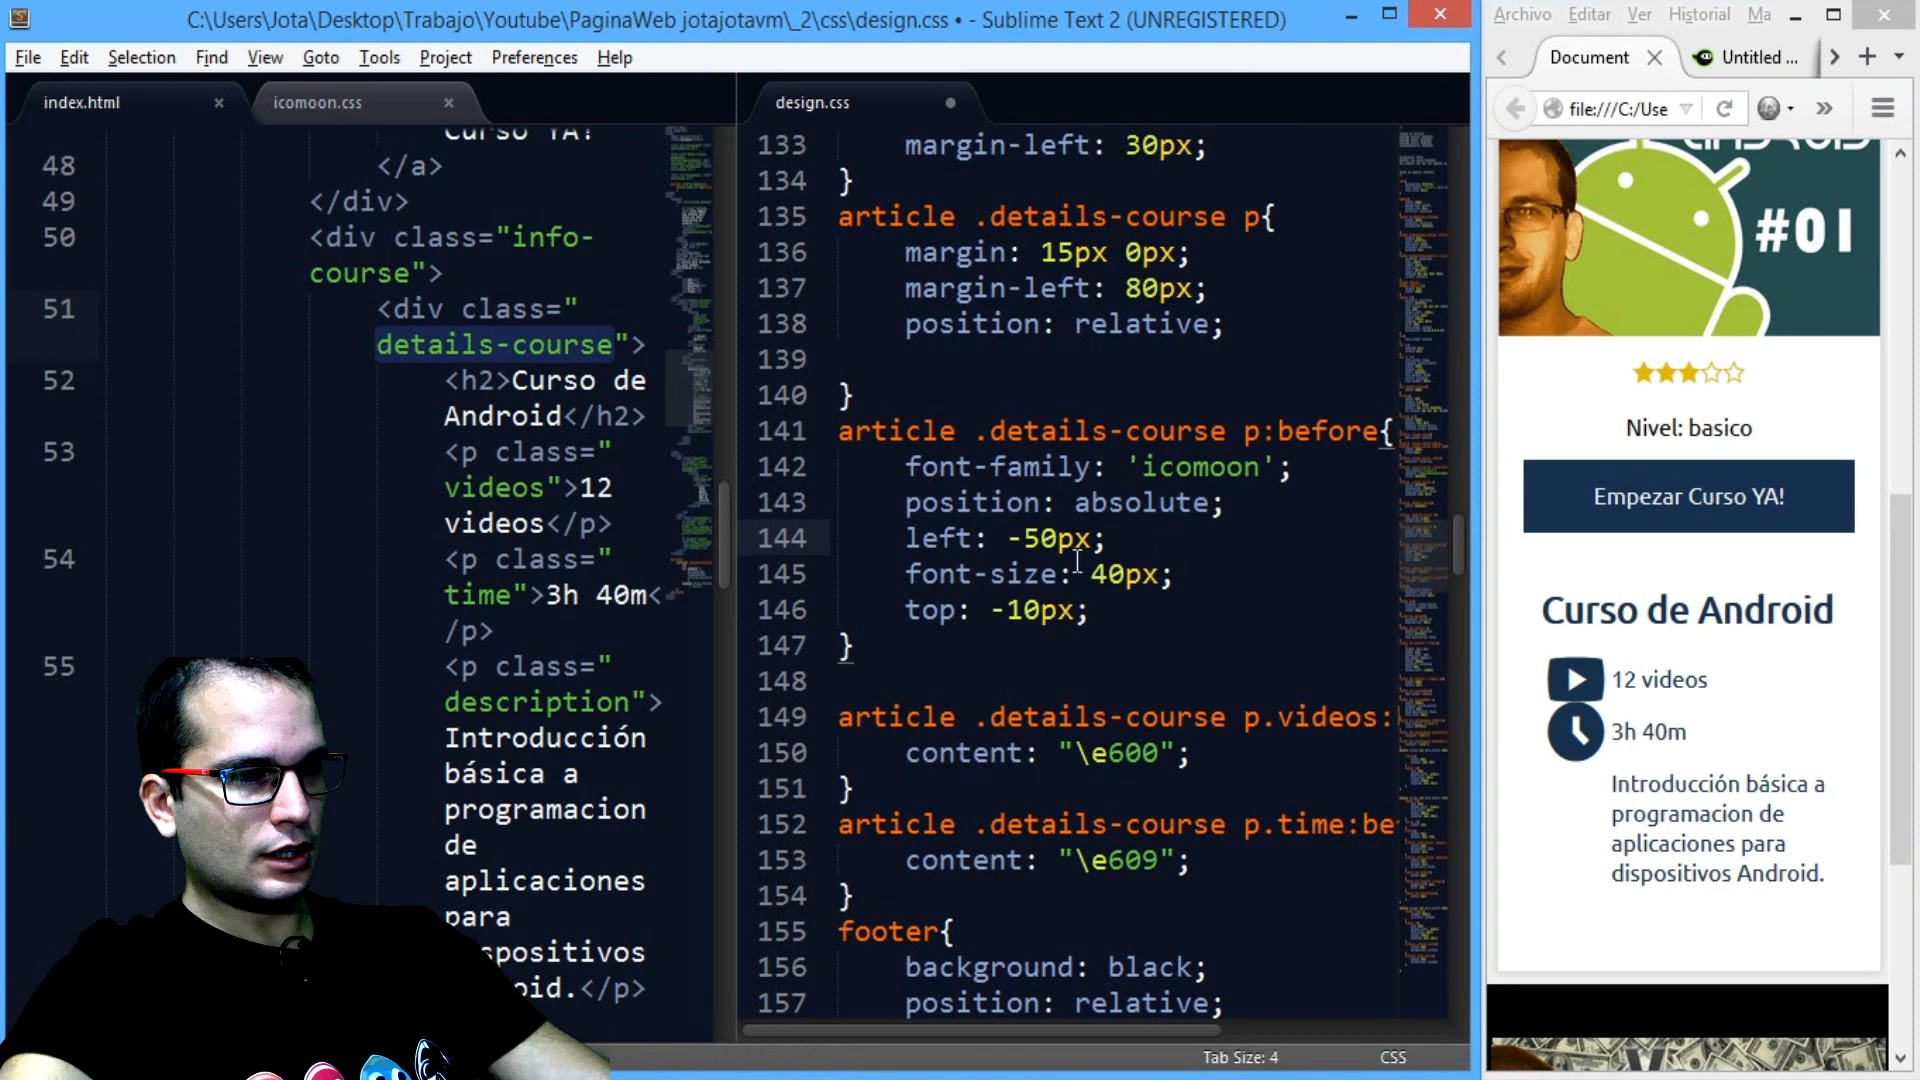 C:\Users\Jota\Desktop\Trabajo\Youtube\PaginaWeb jotajotavm\_2\css\design.css • - Sublime Text 2 (UNREGISTERED)
File Edit Selection Find View Goto Tools Project Preferences Help
index.html
icomoon.css
Curso YA!
48 </a>
49 </div>
50 <div class="info-
course">
51 <div class="
details-course">
52 <h2>Curso de
Android</h2>
53 <p class="
videos">12
videos</p>
54 <p class="
time">3h 40m<
/p>
55 <p class="
description">
Introducción
básica a
programacion
de
aplicaciones
para
spositivos
oid.</p>
design.css
133 margin-left: 30px;
134 }
135 article .details-course p{
136 margin: 15px 0px;
137 margin-left: 80px;
138 position: relative;
139
140 }
141 article .details-course p:before{
142 font-family: 'icomoon';
143 position: absolute;
144 left: -50px;
145 font-size: 40px;
146 top: -10px;
147 }
148
149 article .details-course p.videos:
150 content: "\e600";
151 }
152 article .details-course p.time:be
153 content: "\e609";
154 }
155 footer{
156 background: black;
157 position: relative;
Tab Size: 4 CSS
Archivo Editar Ver Historial Ma
Document
Untitled ...
file:///C:/Use
#01
Nivel: basico
Empezar Curso YA!
Curso de Android
12 videos
3h 40m
Introducción básica a
programacion de
aplicaciones para
dispositivos Android.